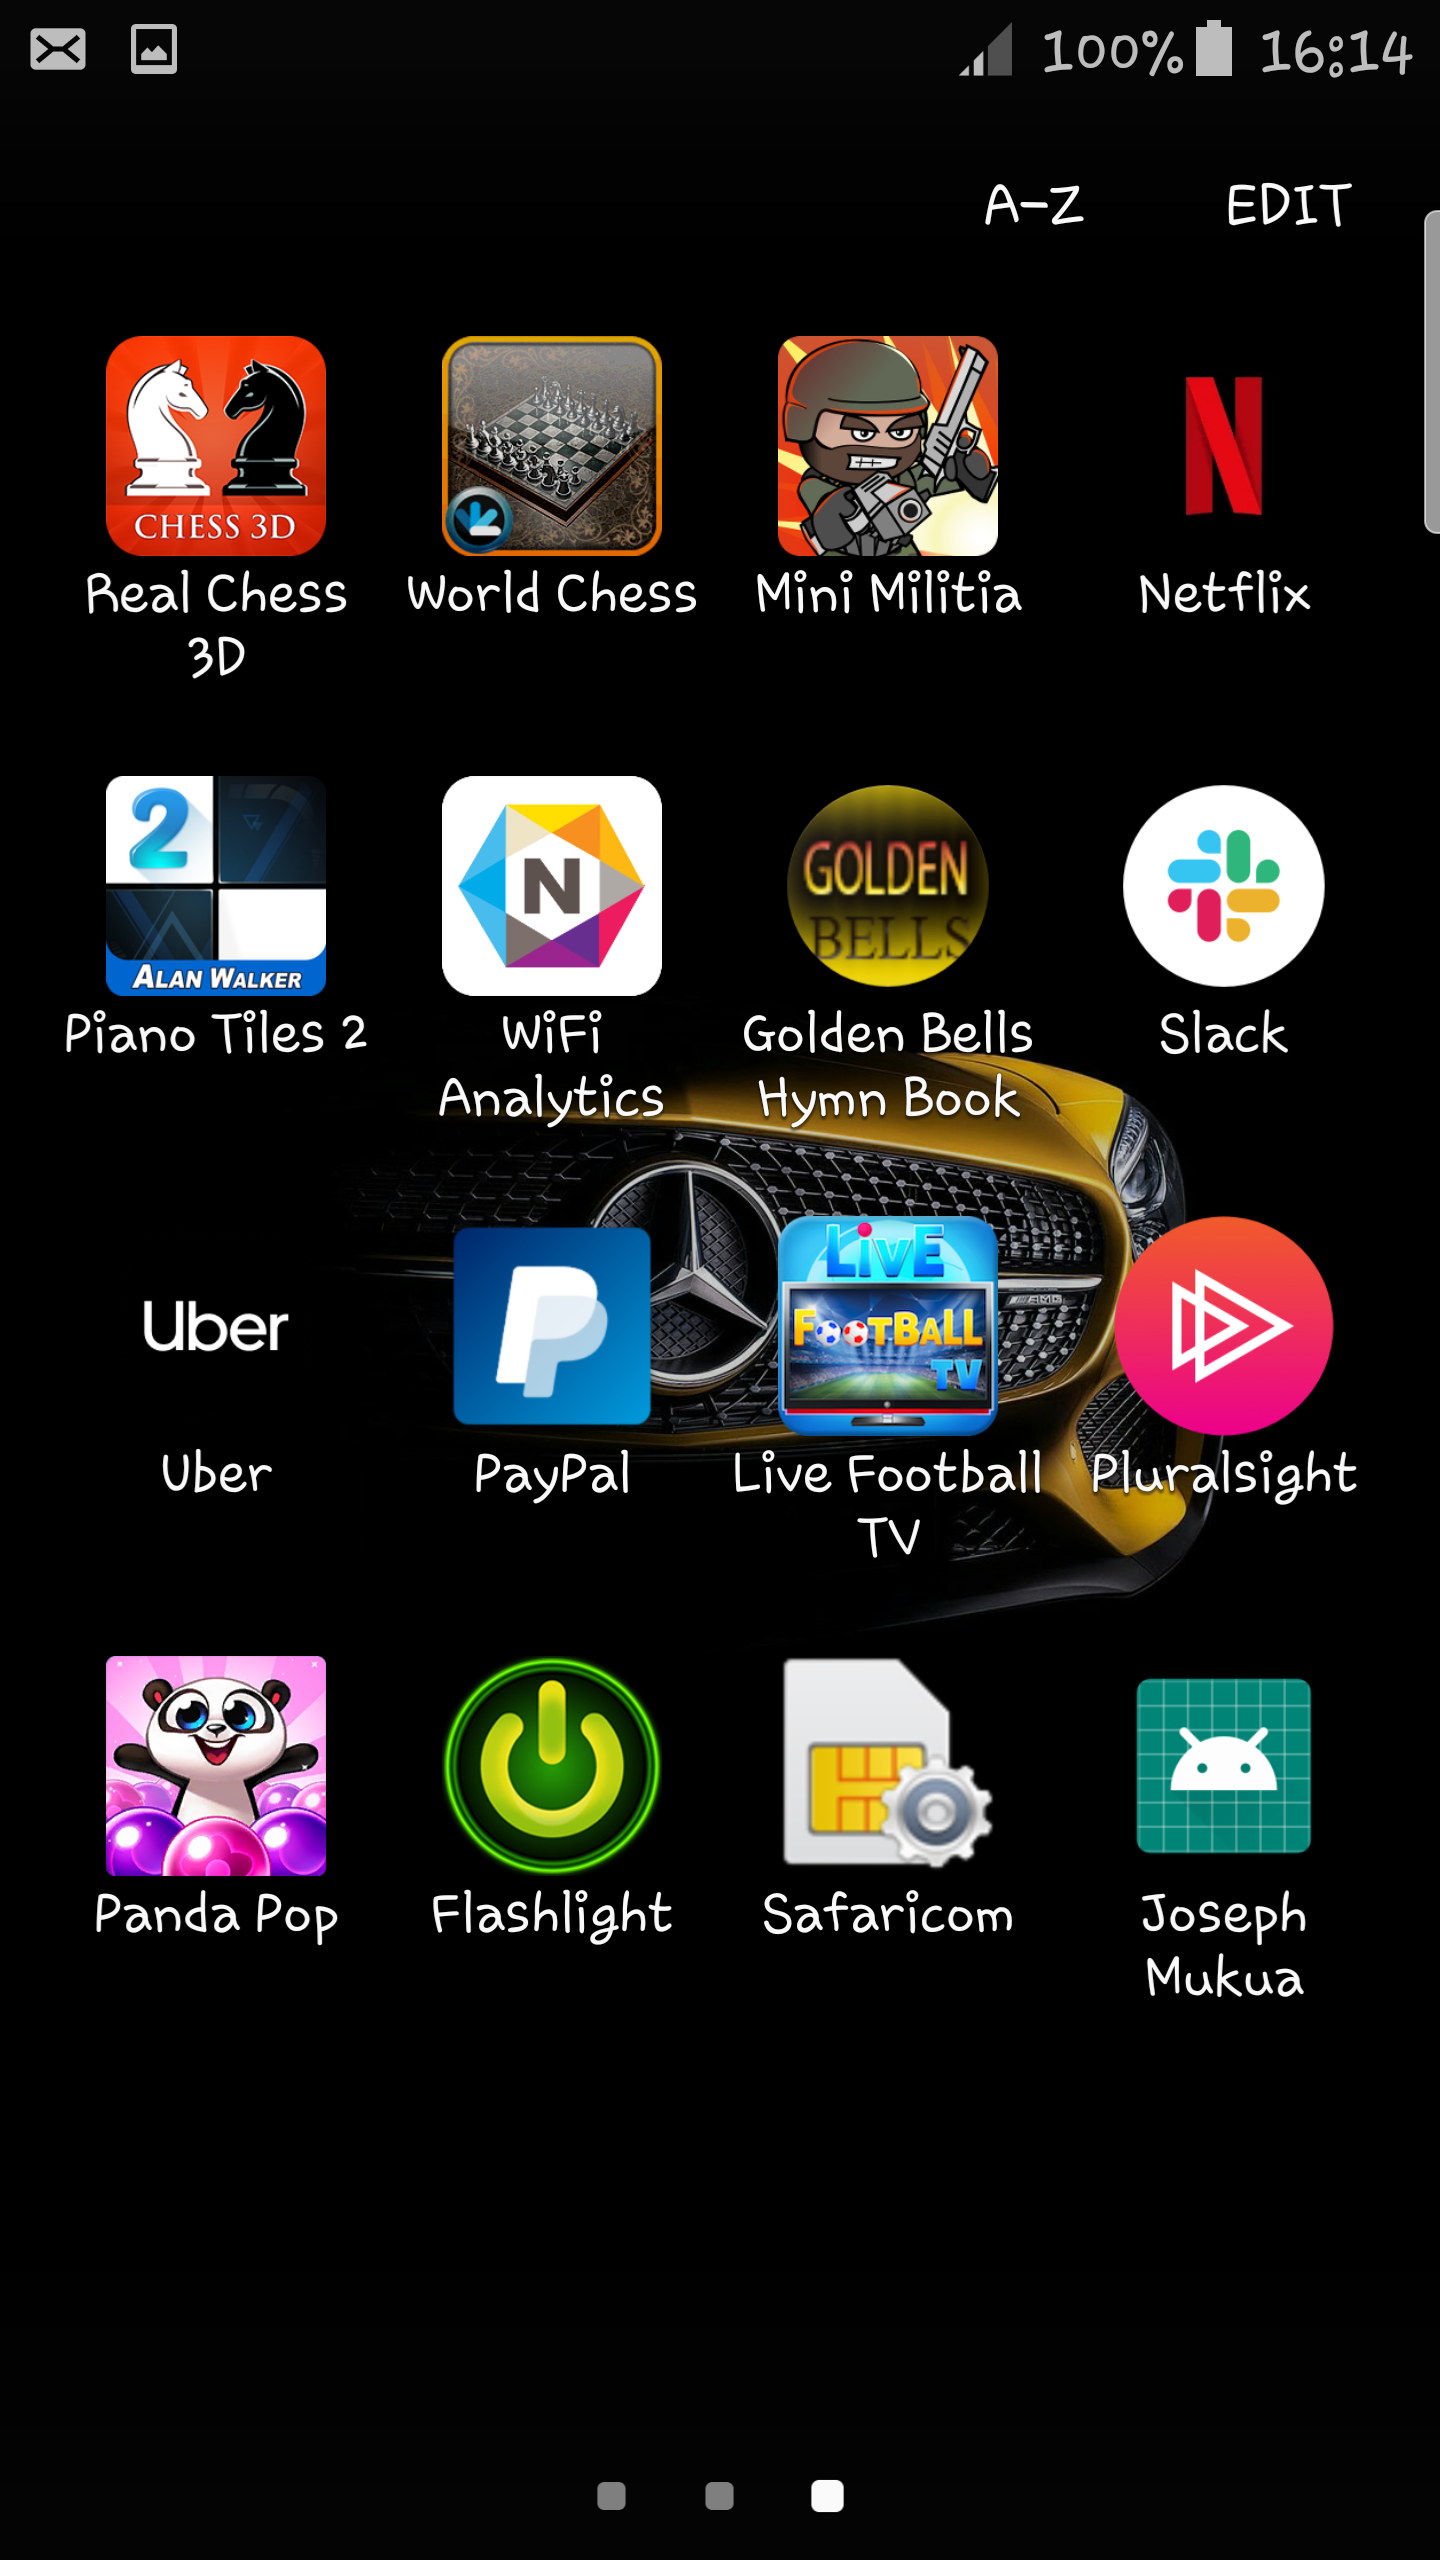 100% 16:14
A-Z EDIT
CHESS 3D
Real Chess
3D
World Chess
Mini Militia
N
Netflix
2
ALAN WALKER
Piano Tiles 2
N
WiFi
Analytics
GOLDEN
BELLS
Golden Bells
Hymn Book
Slack
Uber
Uber
P
PayPal
LIVE
FOOTBALL
TV
Live Football
TV
AMG
Pluralsight
Panda Pop
Flashlight
Safaricom
Joseph
Mukua